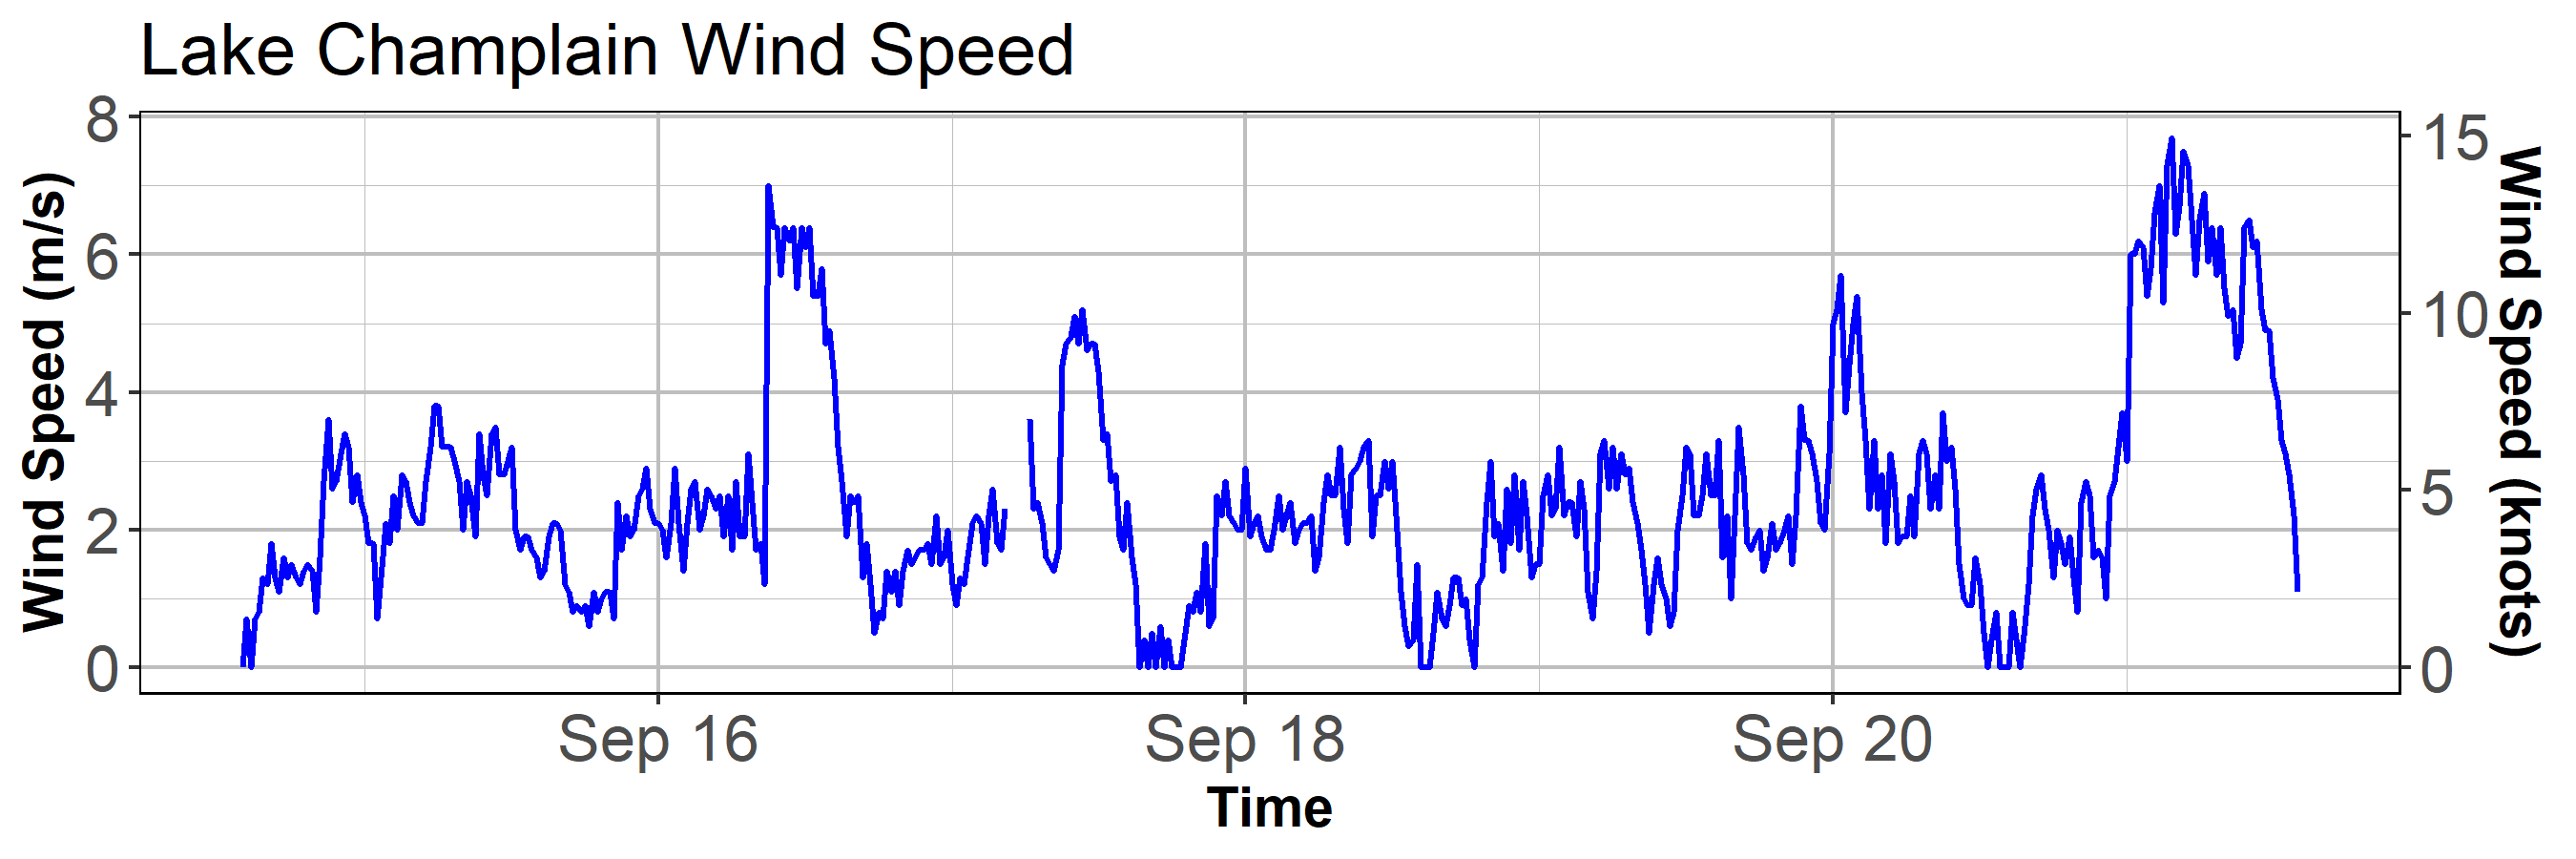 Lake Champlain Wind Speed
8
6
4
2
0
Wind Speed (m/s)
15
10
5
0
Wind Speed (knots)
Sep 16
Sep 18
Sep 20
Time